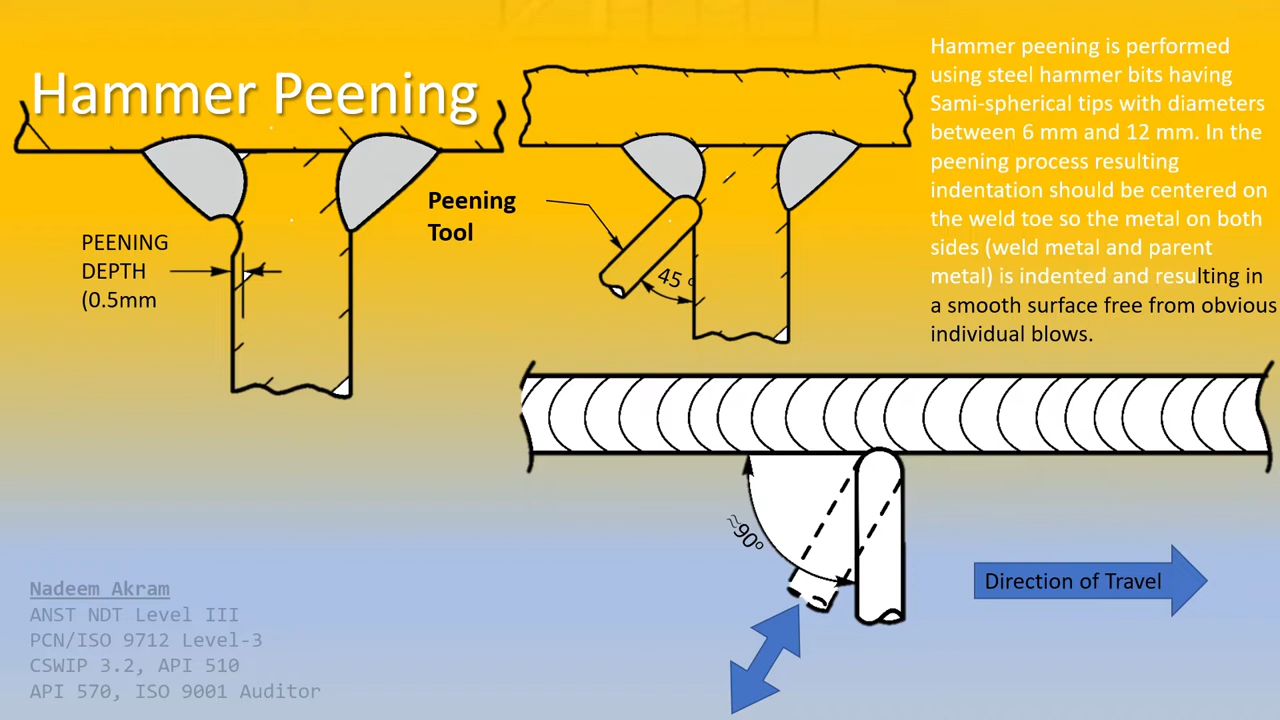 Hammer Peening
PEENING
DEPTH
(0.5mm
Peening
Tool
45 °
Hammer peening is performed
using steel hammer bits having
Sami-spherical tips with diameters
between 6 mm and 12 mm. In the
peening process resulting
indentation should be centered on
the weld toe so the metal on both
sides (weld metal and parent
metal) is indented and resulting in
a smooth surface free from obvious
individual blows.
≈90°
Direction of Travel
Nadeem Akram
ANST NDT Level III
PCN/ISO 9712 Level-3
CSWIP 3.2, API 510
API 570, ISO 9001 Auditor